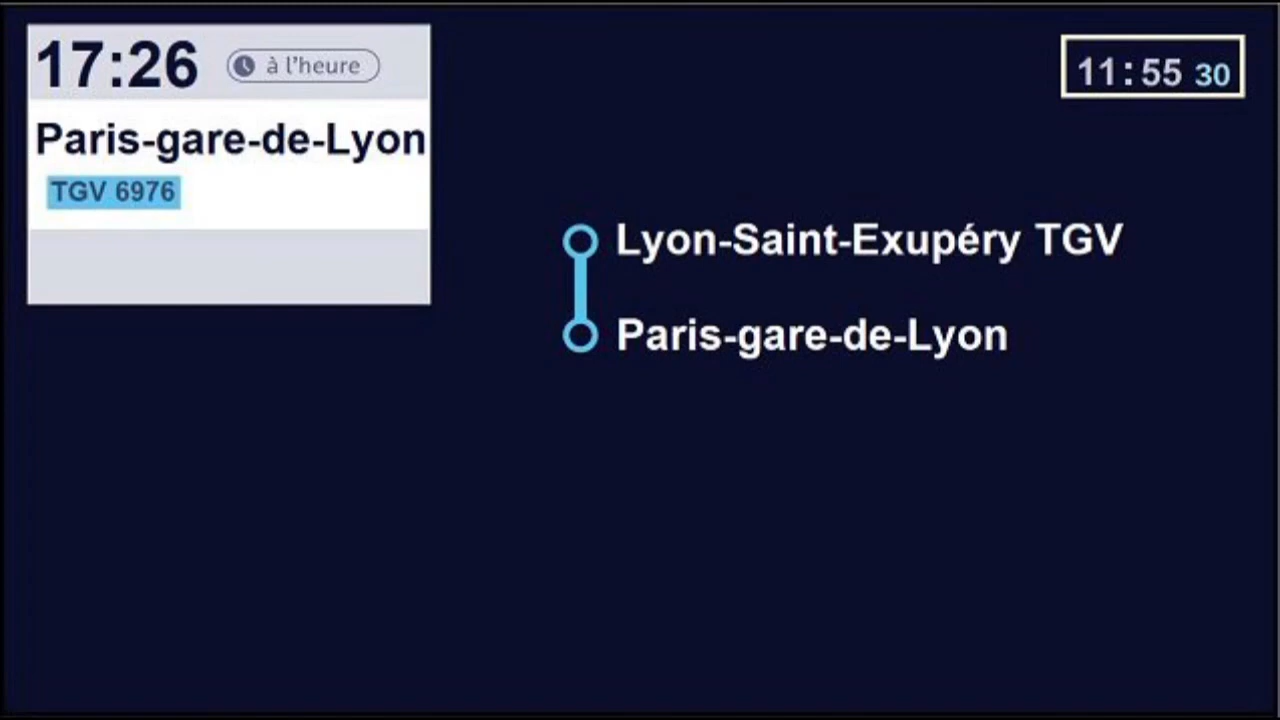 17:26 à l'heure
Paris-gare-de-Lyon
TGV 6976
11:55 30
Lyon-Saint-Exupéry TGV
Paris-gare-de-Lyon